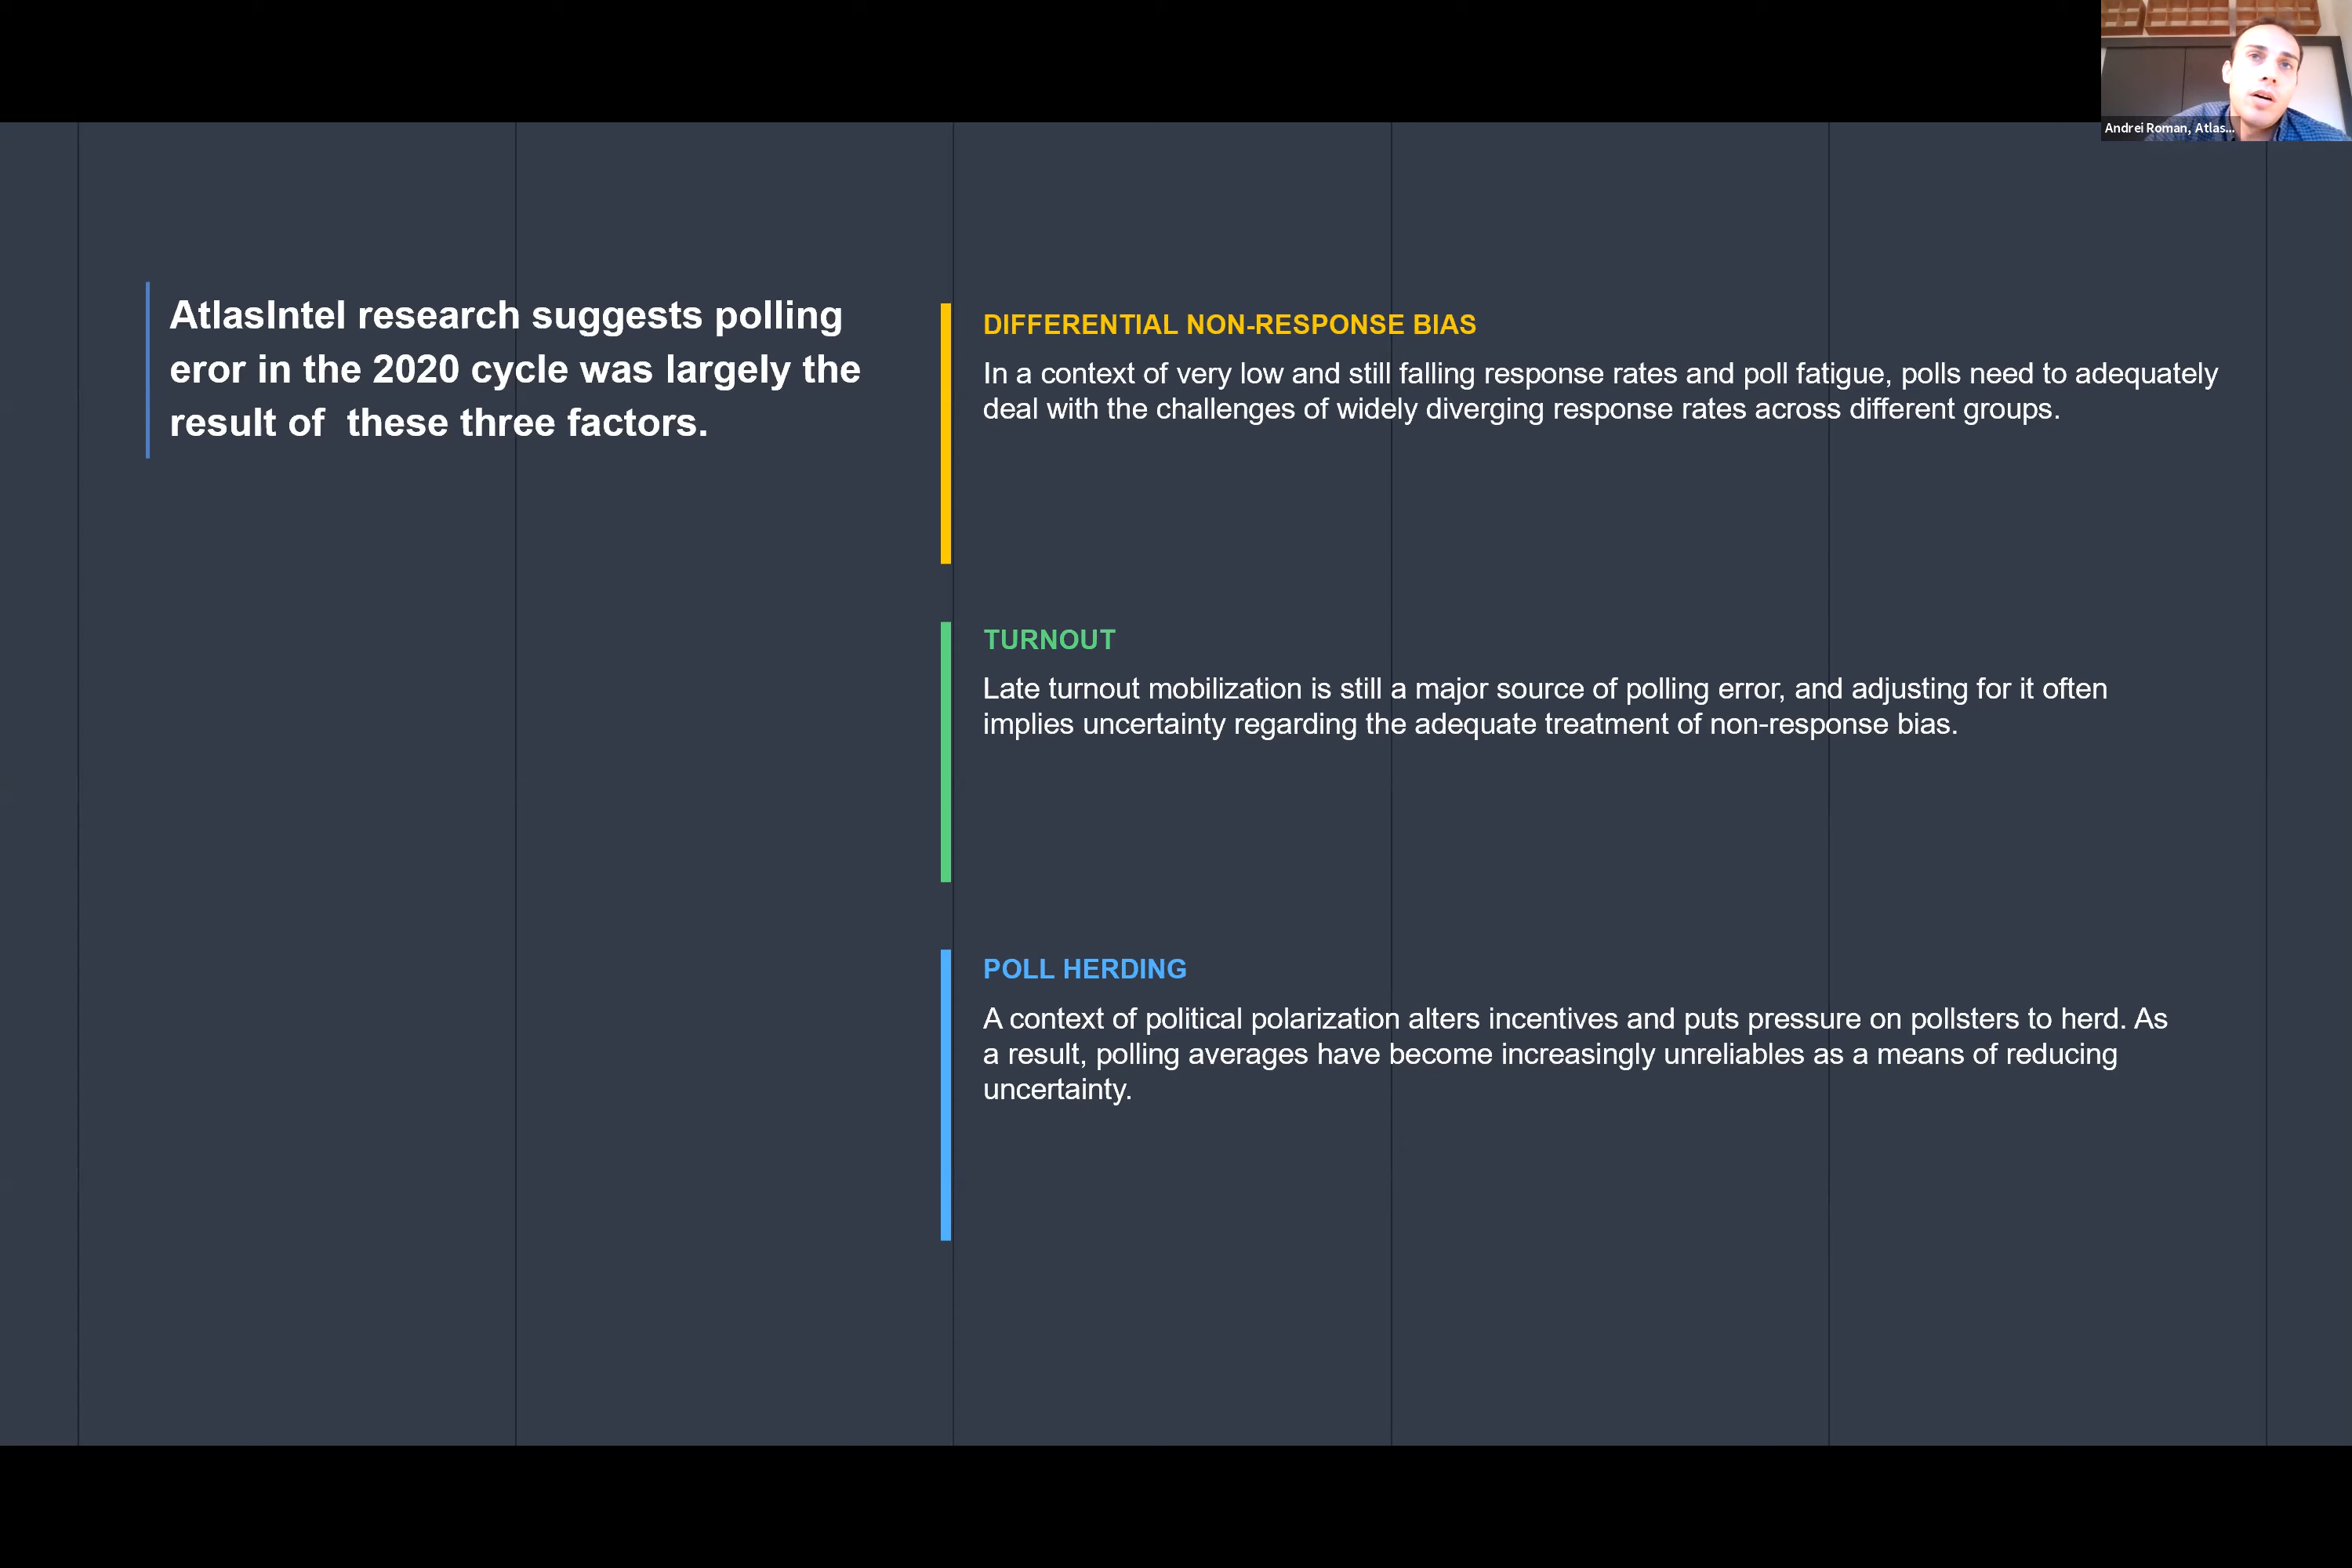 Andrei Roman, Atlas...
AtlasIntel research suggests polling
eror in the 2020 cycle was largely the
result of  these three factors.
DIFFERENTIAL NON-RESPONSE BIAS
In a context of very low and still falling response rates and poll fatigue, polls need to adequately
deal with the challenges of widely diverging response rates across different groups.
TURNOUT
Late turnout mobilization is still a major source of polling error, and adjusting for it often
implies uncertainty regarding the adequate treatment of non-response bias.
POLL HERDING
A context of political polarization alters incentives and puts pressure on pollsters to herd. As
a result, polling averages have become increasingly unreliables as a means of reducing
uncertainty.